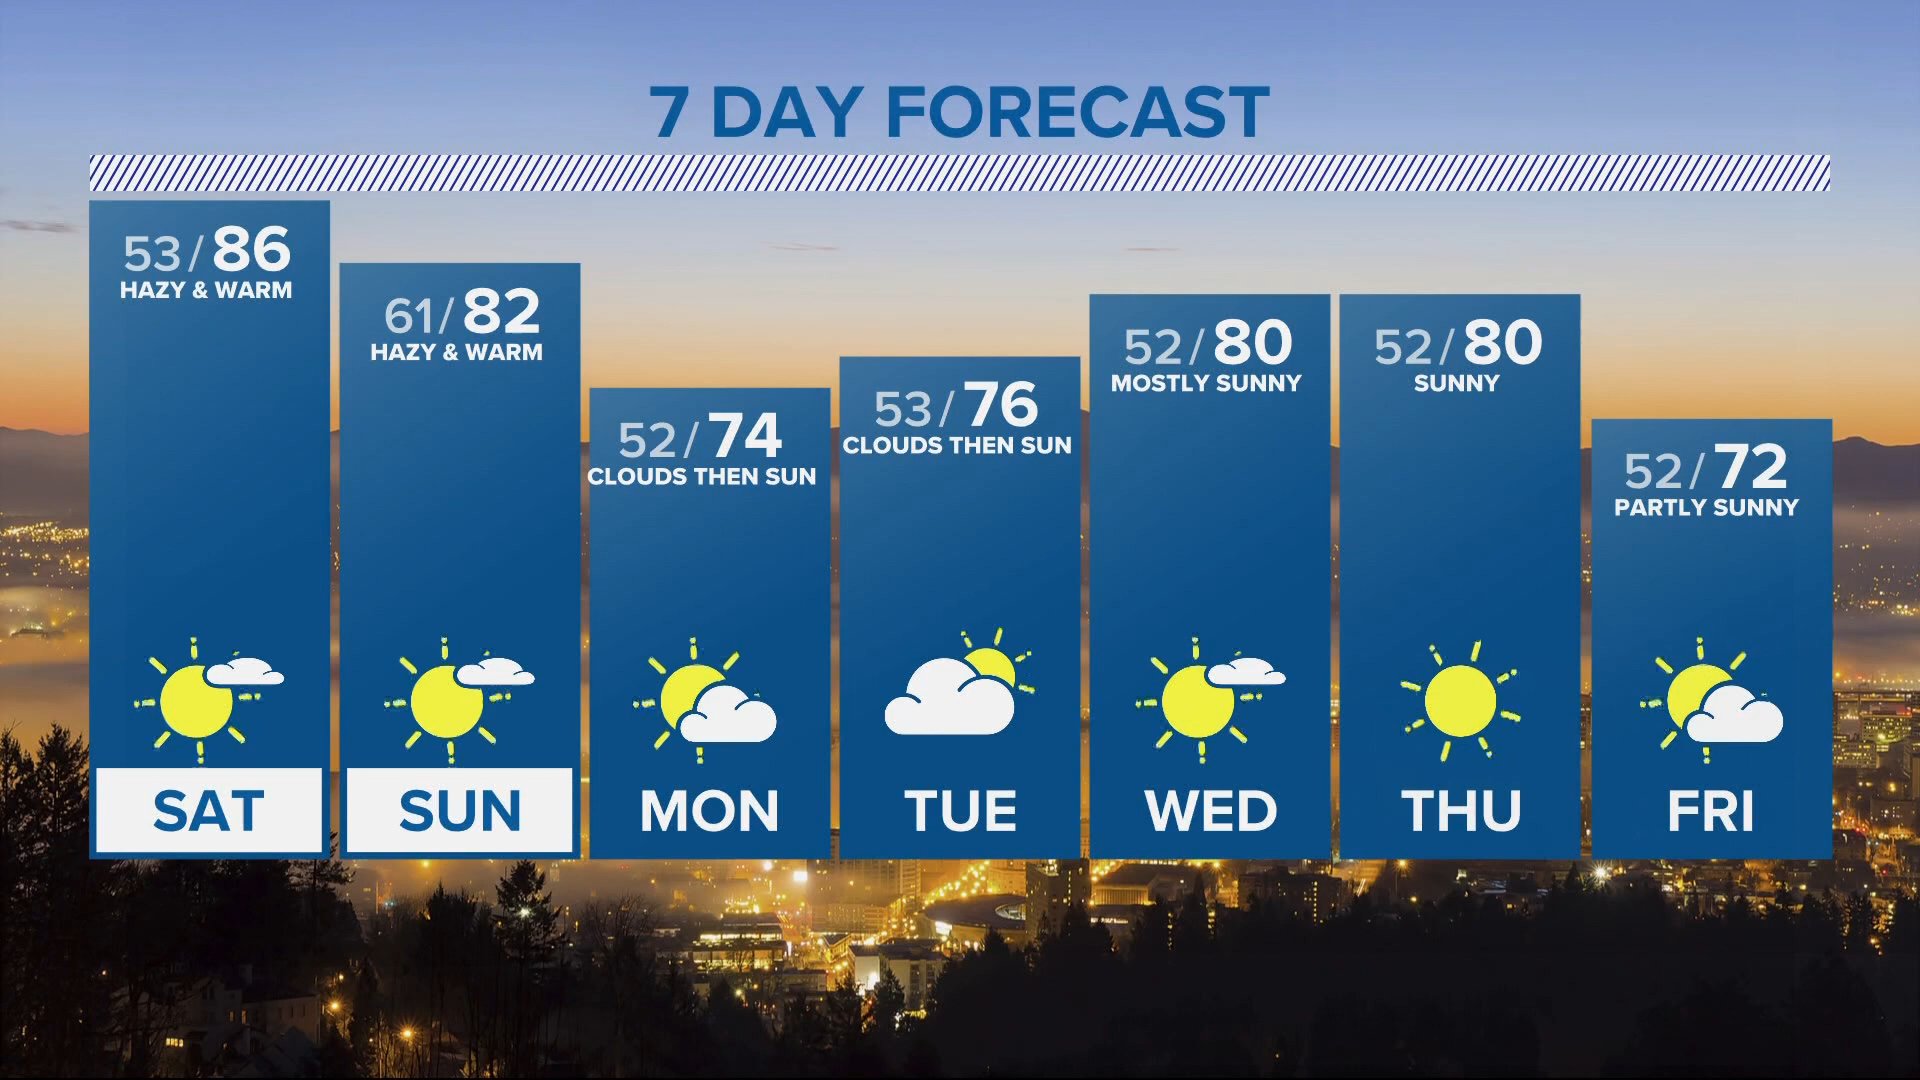 7 DAY FORECAST
53/86
HAZY & WARM
SAT
61/82
HAZY & WARM
SUN
52/74
CLOUDS THEN SUN
MON
53/76
CLOUDS THEN SUN
TUE
52/80
MOSTLY SUNNY
WED
52/80
SUNNY
THU
52/72
PARTLY SUNNY
FRI